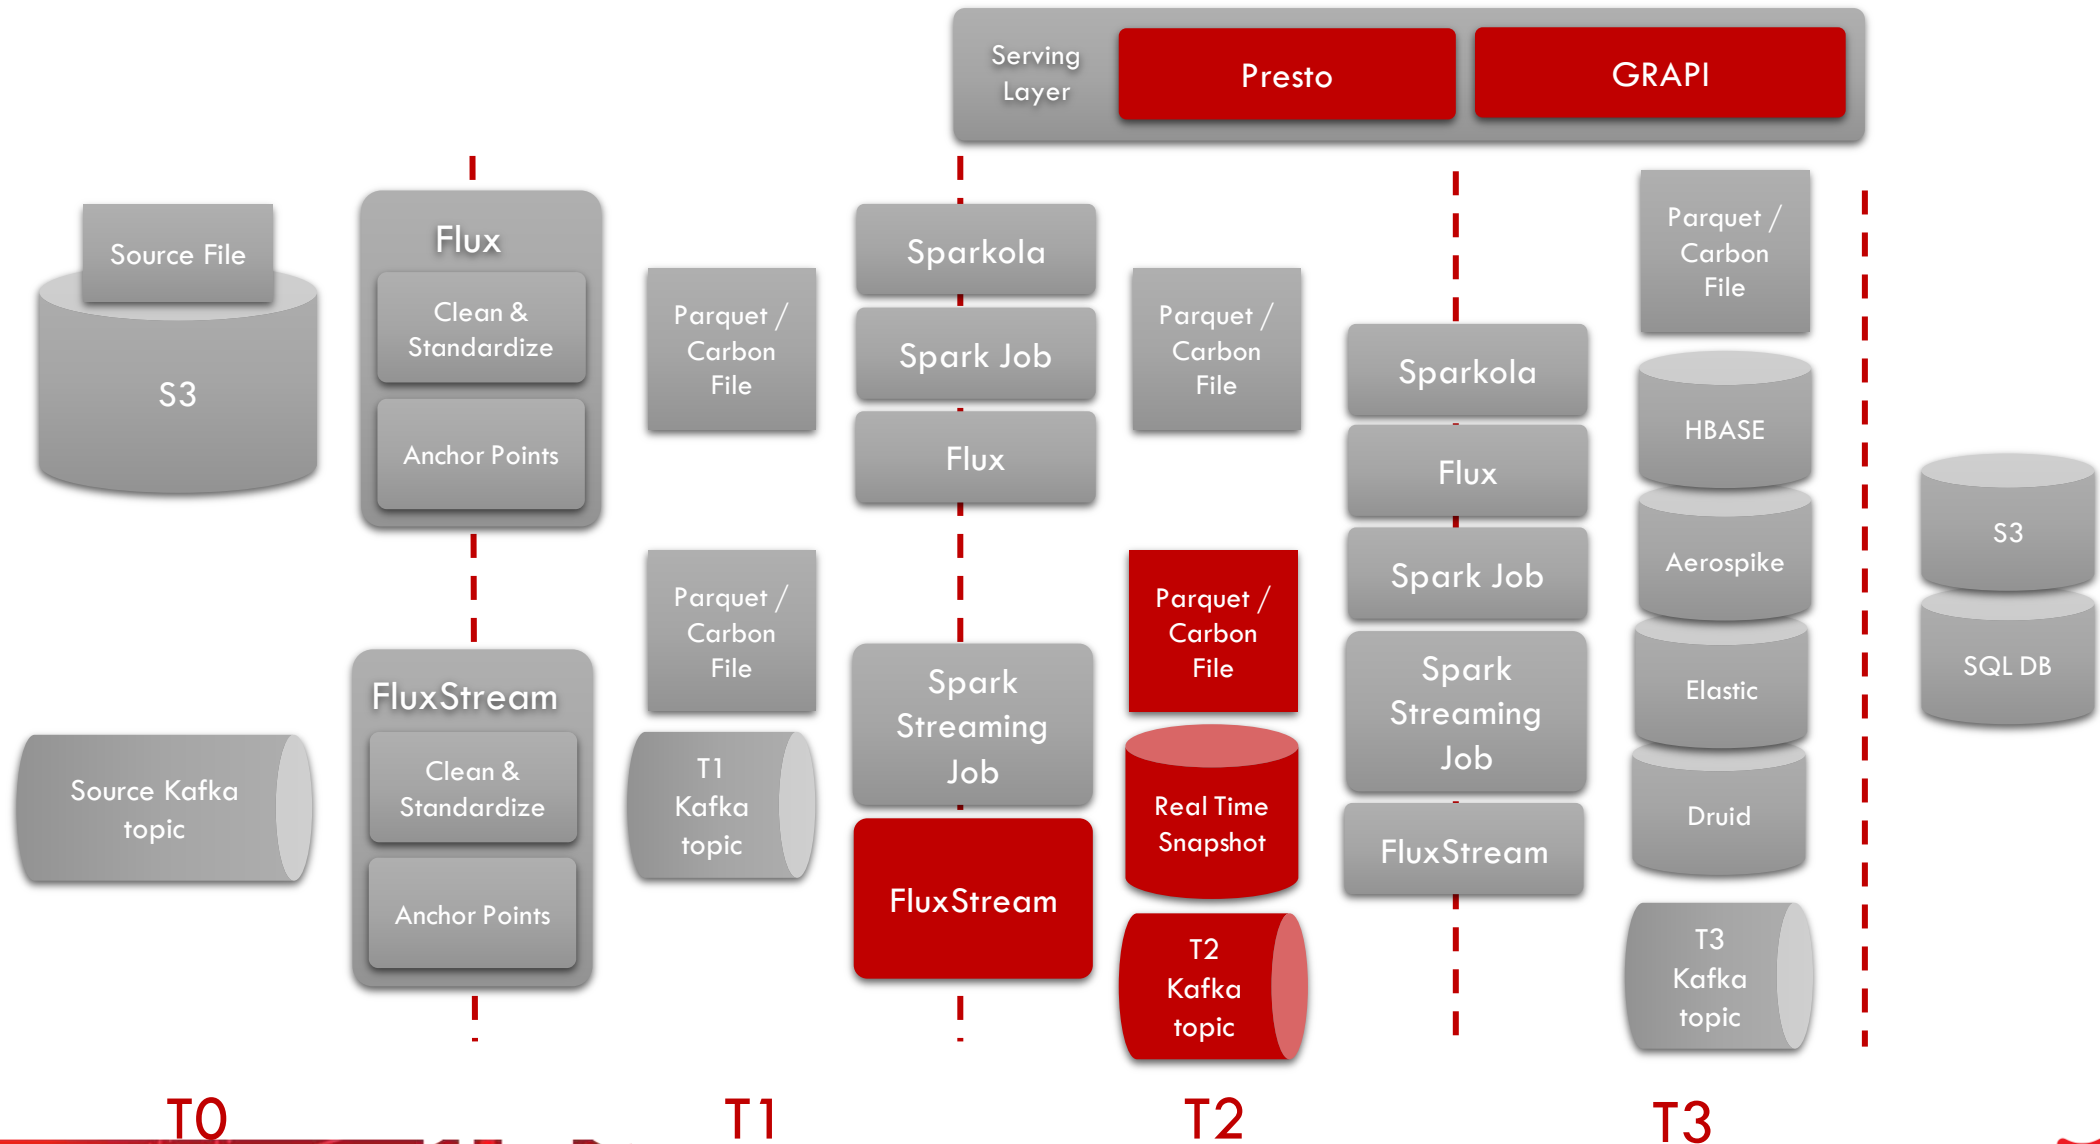 Serving
Layer
Presto
GRAPI
Source File
S3
Source Kafka
topic
Flux
Clean &
Standardize
Anchor Points
FluxStream
Clean &
Standardize
Anchor Points
Parquet /
Carbon
File
Parquet /
Carbon
File
T1
Kafka
topic
Sparkola
Spark Job
Flux
Spark
Streaming
Job
FluxStream
Parquet /
Carbon
File
Parquet /
Carbon
File
Real Time
Snapshot
T2
Kafka
topic
Sparkola
Flux
Spark Job
Spark
Streaming
Job
FluxStream
Parquet /
Carbon
File
HBASE
Aerospike
Elastic
Druid
T3
Kafka
topic
S3
SQL DB
T0
T1
T2
T3